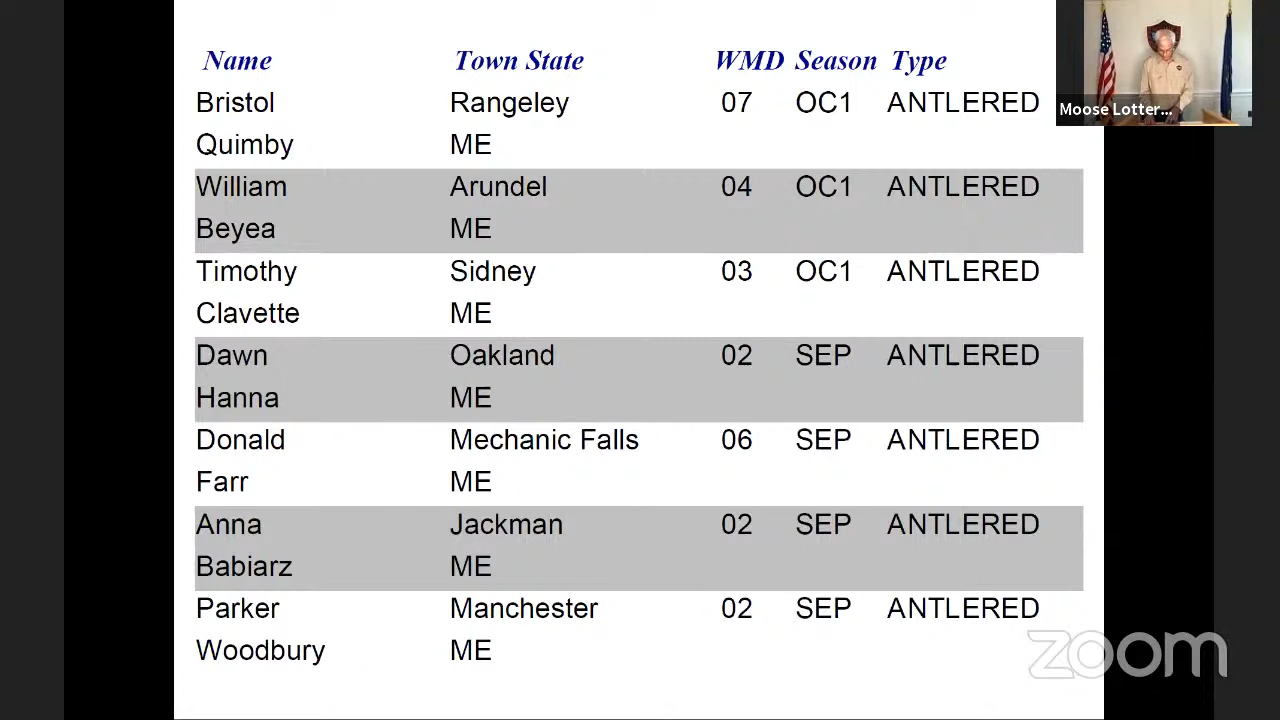 Name Town State WMD Season Type
Bristol Rangeley 07 OC1 ANTLERED
Quimby ME
William Arundel 04 OC1 ANTLERED
Beyea ME
Timothy Sidney 03 OC1 ANTLERED
Clavette ME
Dawn Oakland 02 SEP ANTLERED
Hanna ME
Donald Mechanic Falls 06 SEP ANTLERED
Farr ME
Anna Jackman 02 SEP ANTLERED
Babiarz ME
Parker Manchester 02 SEP ANTLERED
Woodbury ME
Moose Lotter...
zoom